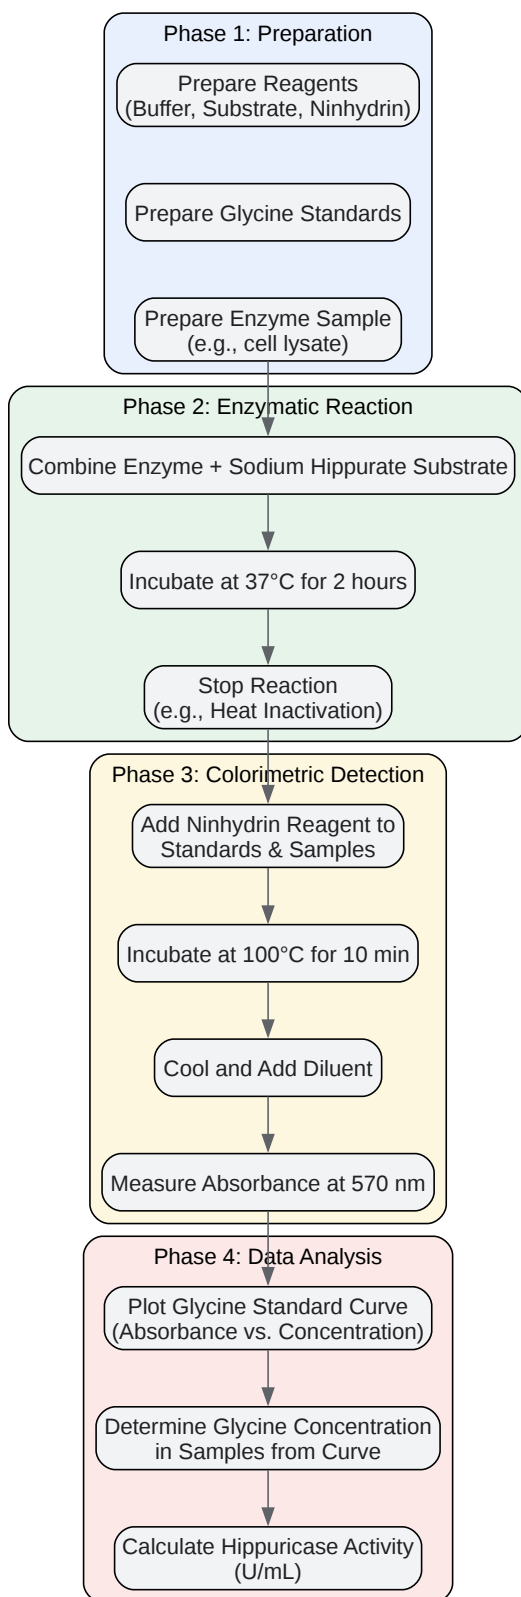 Phase 1: Preparation
Prepare Reagents
(Buffer, Substrate, Ninhydrin)
Prepare Glycine Standards
Prepare Enzyme Sample
(e.g., cell lysate)
Phase 2: Enzymatic Reaction
Combine Enzyme + Sodium Hippurate Substrate
Incubate at 37°C for 2 hours
Stop Reaction
(e.g., Heat Inactivation)
Phase 3: Colorimetric Detection
Add Ninhydrin Reagent to
Standards & Samples
Incubate at 100°C for 10 min
Cool and Add Diluent
Measure Absorbance at 570 nm
Phase 4: Data Analysis
Plot Glycine Standard Curve
(Absorbance vs. Concentration)
Determine Glycine Concentration
in Samples from Curve
Calculate Hippuricase Activity
(U/mL)